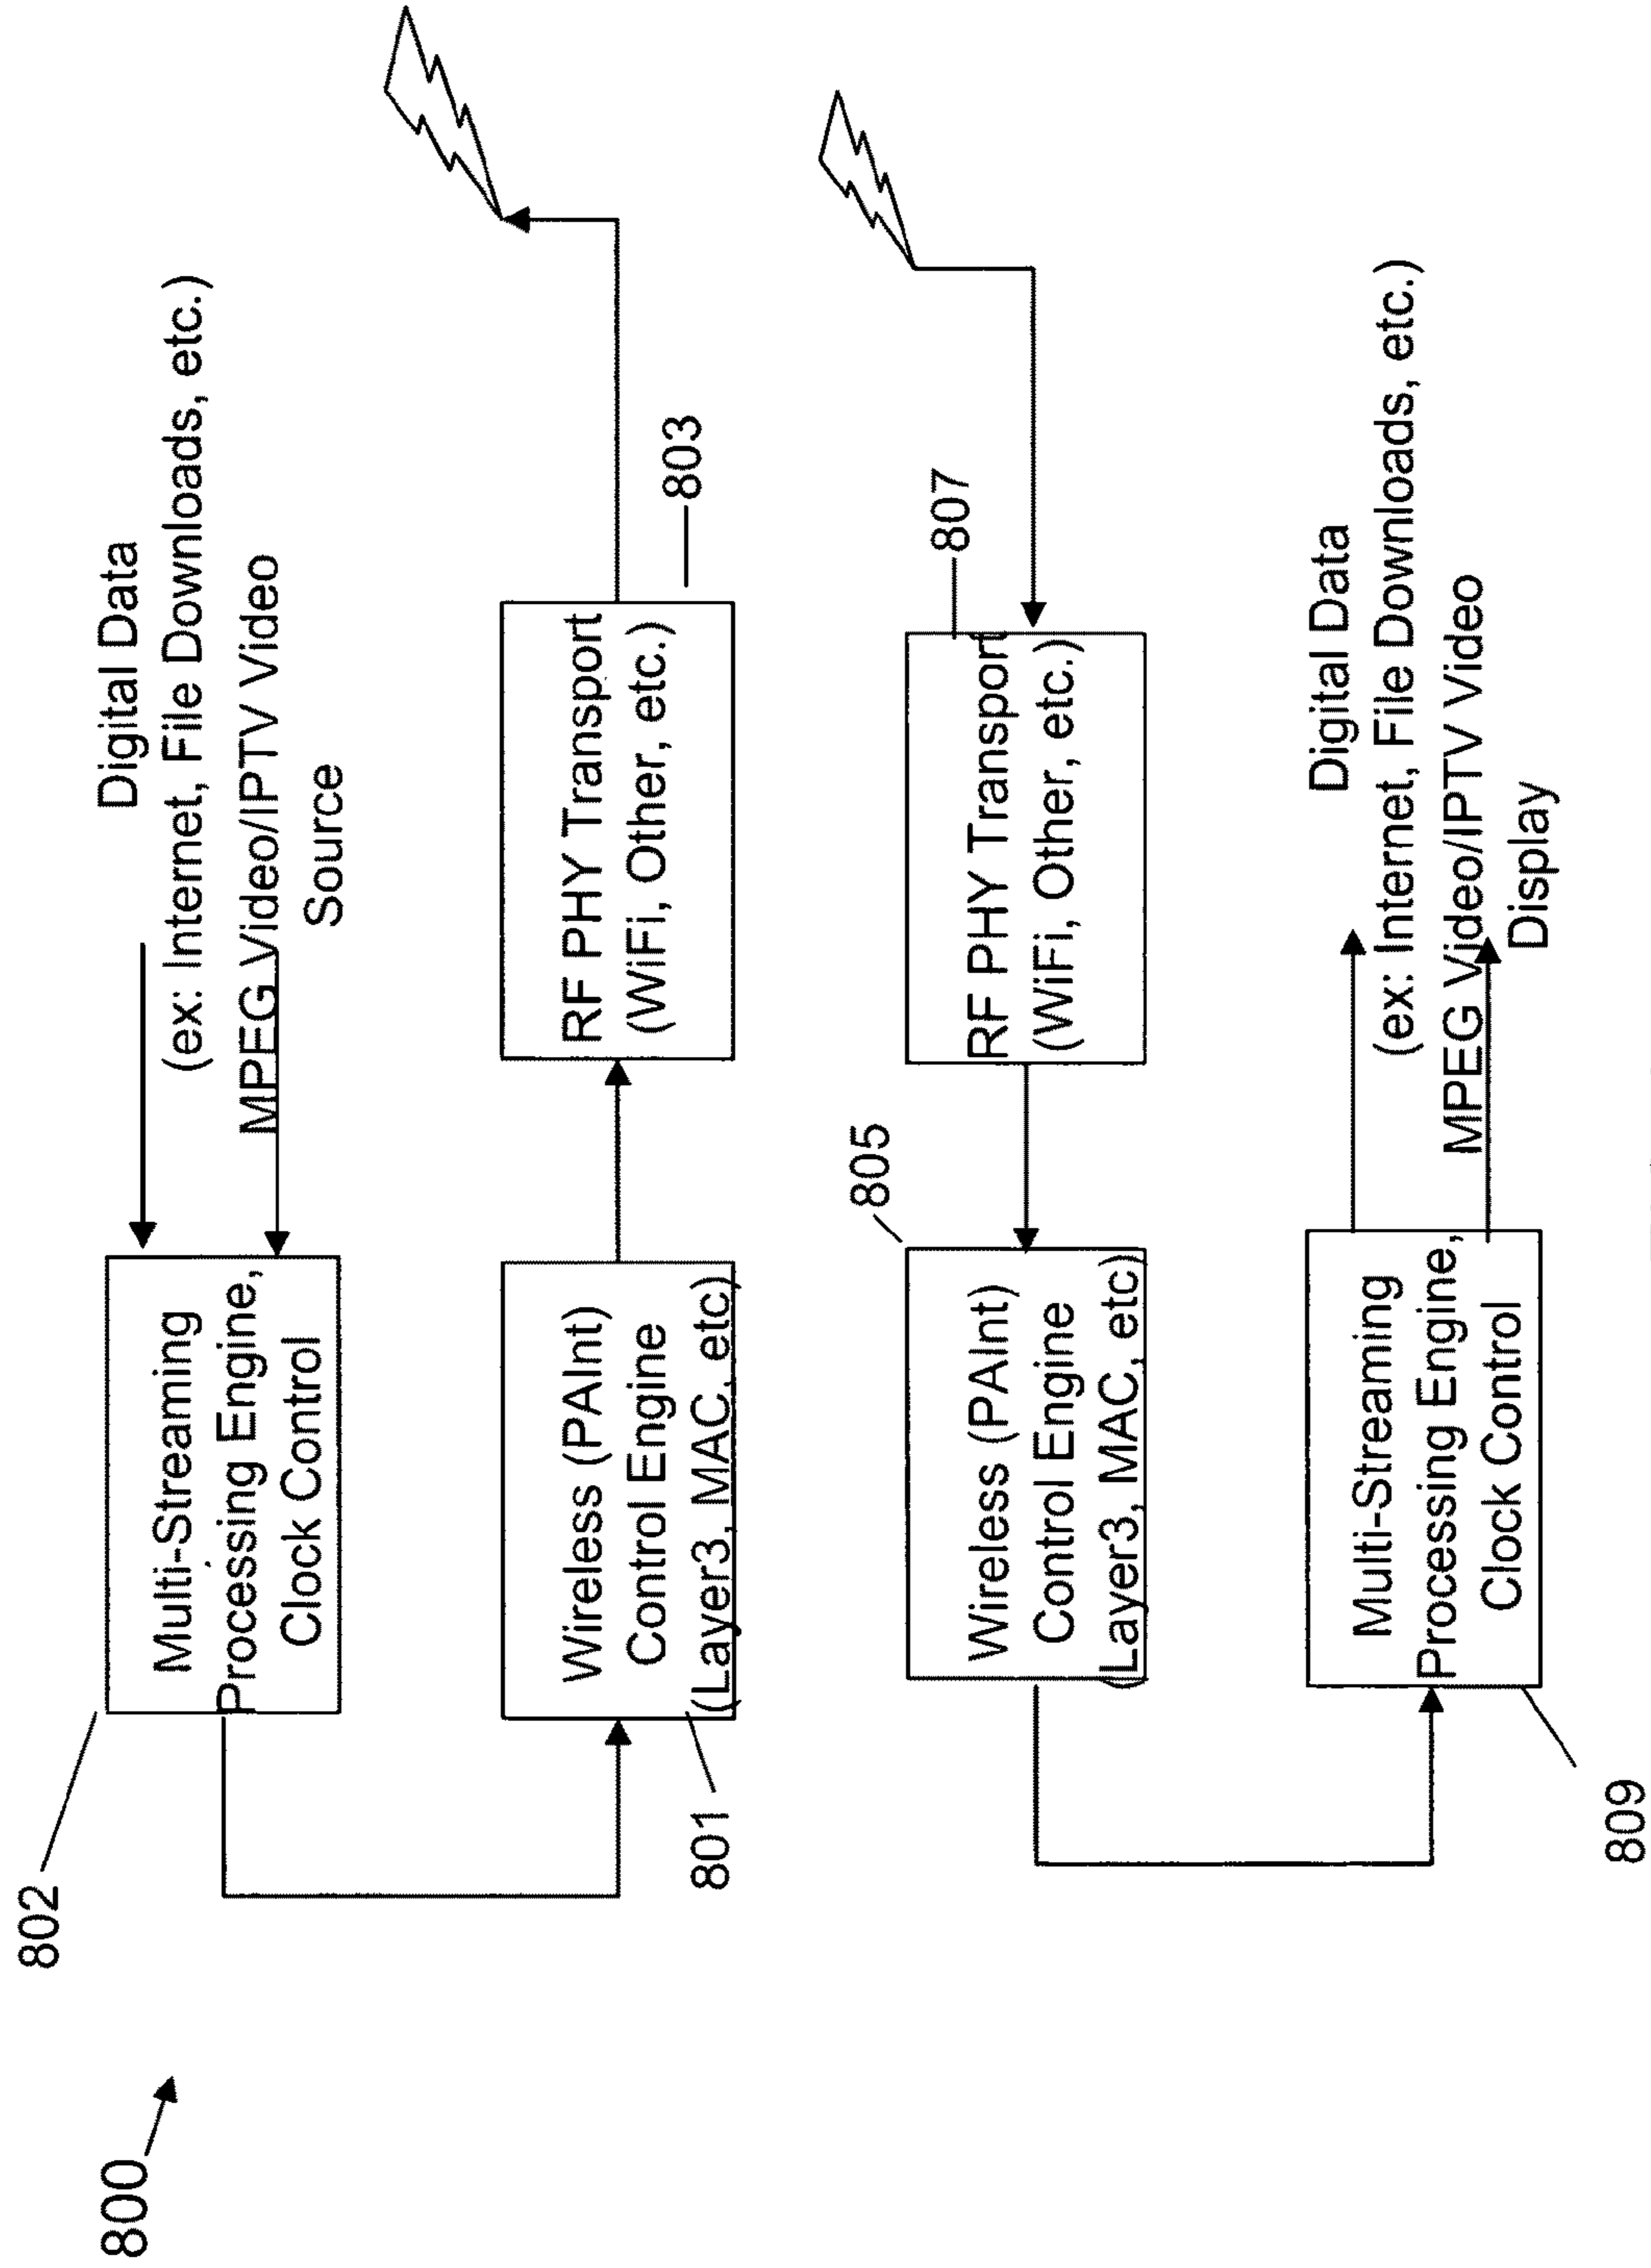 800
802
Multi-Streaming
Processing Engine,
Clock Control
Digital Data
(ex: Internet, File Downloads, etc.)
MPEG Video/IPTV Video
Source
801
Wireless (PAInt)
Control Engine
(Layer3, MAC, etc)
RF PHY Transport
(WiFi, Other, etc.)
803
805
Wireless (PAInt)
Control Engine
(Layer3, MAC, etc)
807
RF PHY Transport
(WiFi, Other, etc.)
809
Multi-Streaming
Processing Engine,
Clock Control
Digital Data
(ex: Internet, File Downloads, etc.)
MPEG Video/IPTV Video
Display